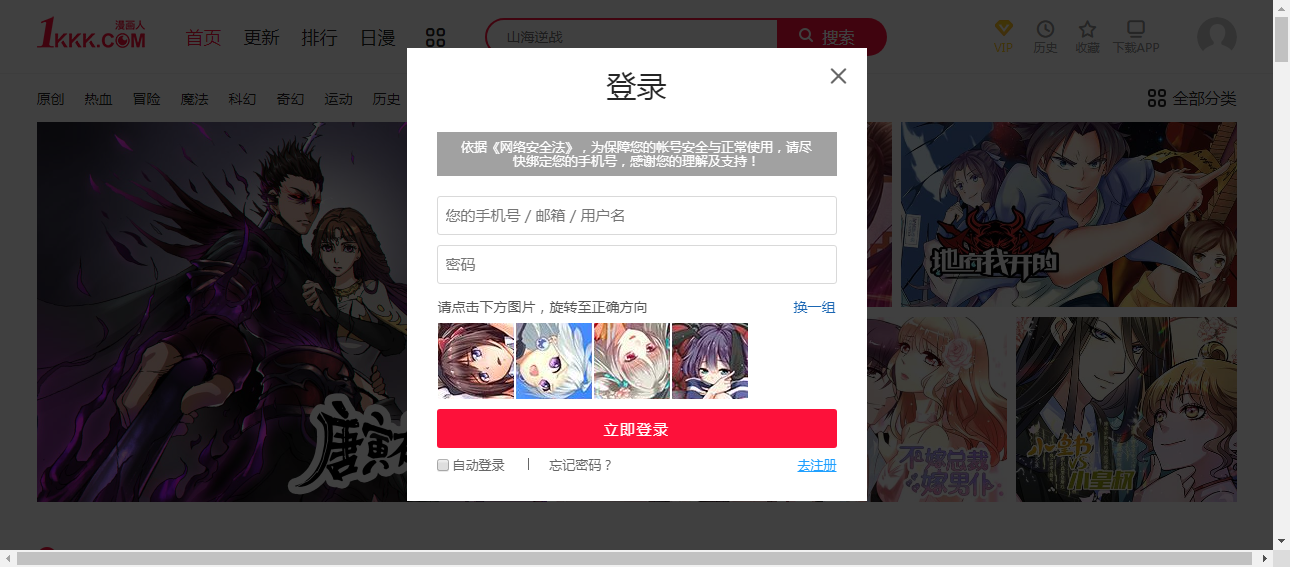 1KKK.COM 漫画人
首页 更新 排行 日漫
山海逆战
搜索
VIP 历史 收藏 下载APP
原创 热血 冒险 魔法 科幻 奇幻 运动 历史
全部分类
登录
依据《网络安全法》，为保障您的帐号安全与正常使用，请尽
快绑定您的手机号，感谢您的理解及支持！
您的手机号 / 邮箱 / 用户名
密码
请点击下方图片，旋转至正确方向
换一组
立即登录
自动登录
忘记密码？
去注册
地府我开的
唐寅
不嫁总裁
嫁男仆